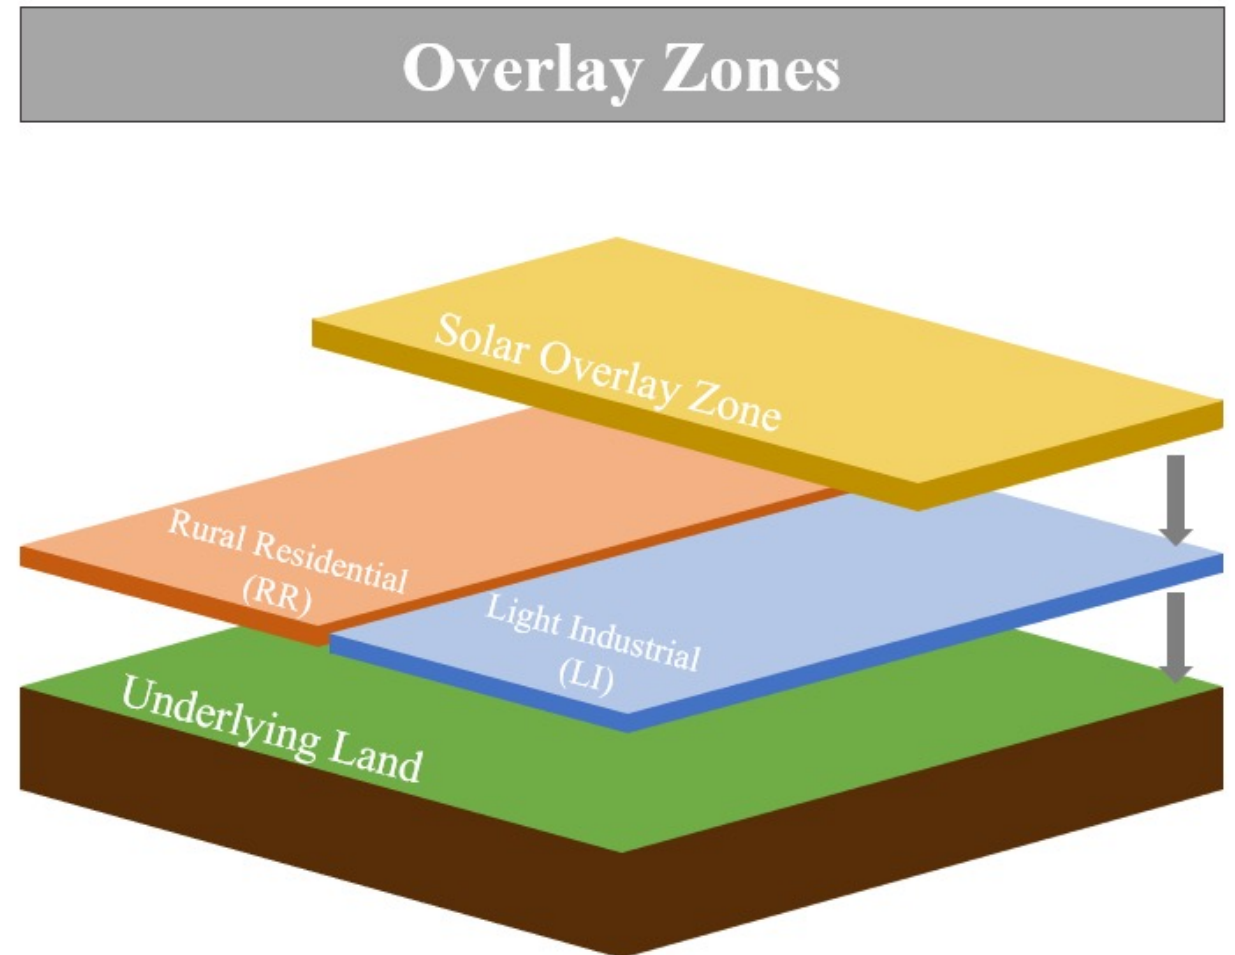 Overlay Zones
Solar Overlay Zone
Rural Residential
(RR)
Light Industrial
(LI)
Underlying Land